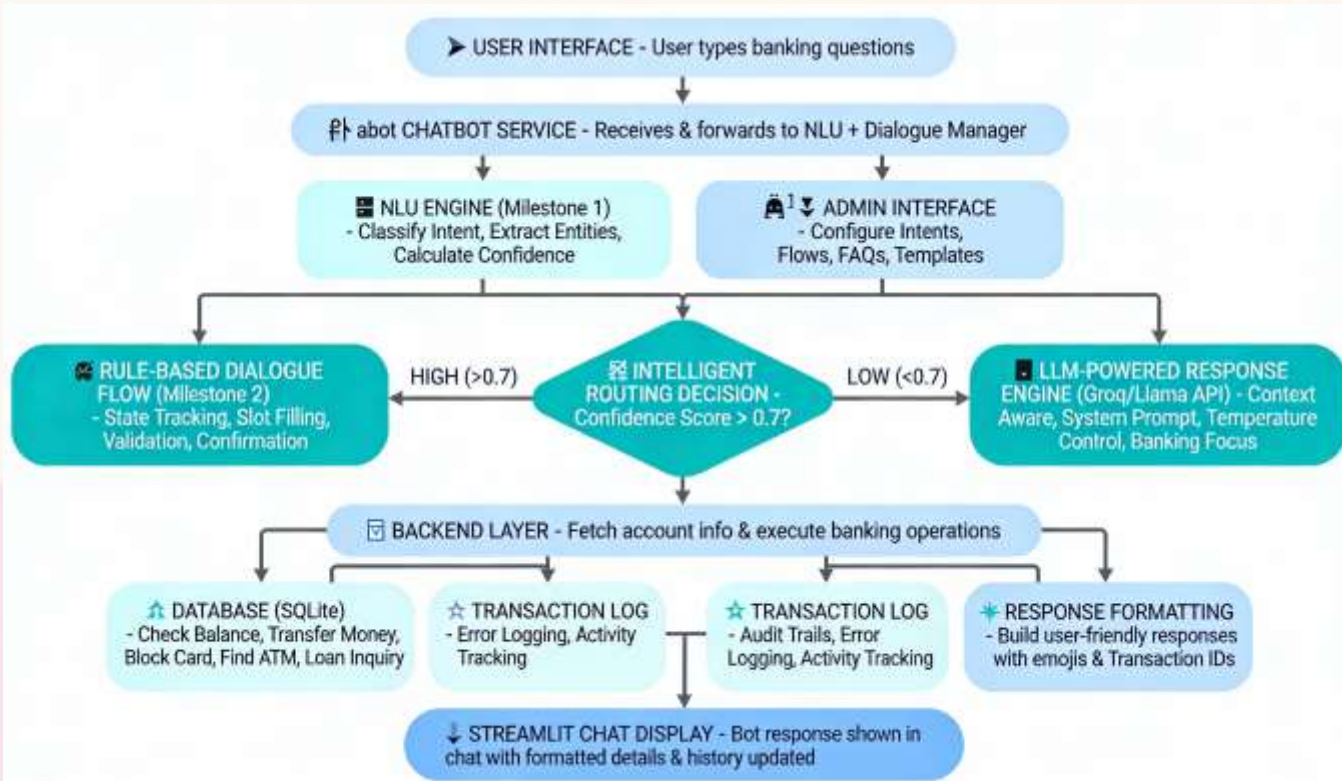 USER INTERFACE - User types banking questions
abot CHATBOT SERVICE - Receives & forwards to NLU + Dialogue Manager
NLU ENGINE (Milestone 1)
- Classify Intent, Extract Entities,
Calculate Confidence
ADMIN INTERFACE
- Configure Intents,
Flows, FAQs, Templates
RULE-BASED DIALOGUE
FLOW (Milestone 2)
- State Tracking, Slot Filling,
Validation, Confirmation
HIGH (>0.7)
INTELLIGENT
ROUTING DECISION -
Confidence Score > 0.7?
LOW (<0.7)
LLM-POWERED RESPONSE
ENGINE (Groq/Llama API) - Context
Aware, System Prompt, Temperature
Control, Banking Focus
BACKEND LAYER - Fetch account info & execute banking operations
DATABASE (SQLite)
- Check Balance, Transfer Money,
Block Card, Find ATM, Loan Inquiry
TRANSACTION LOG
- Error Logging, Activity
Tracking
TRANSACTION LOG
- Audit Trails, Error
Logging, Activity Tracking
RESPONSE FORMATTING
- Build user-friendly responses
with emojis & Transaction IDs
STREAMLIT CHAT DISPLAY - Bot response shown in
chat with formatted details & history updated